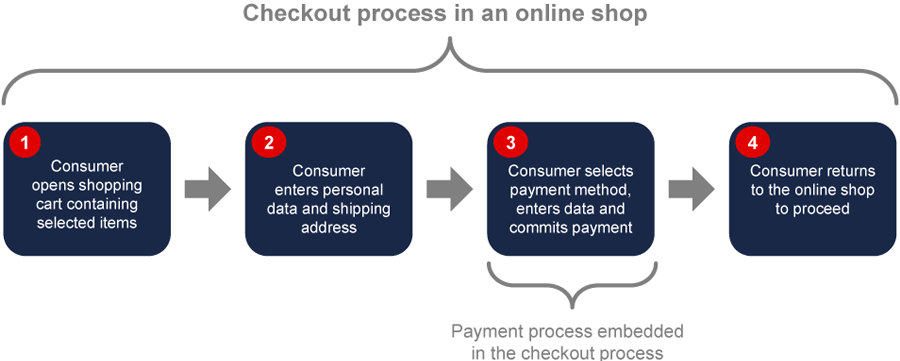 Checkout process in an online shop
1
Consumer
opens shopping
cart containing
selected items
2
Consumer
enters personal
data and shipping
address
3
Consumer selects
payment method,
enters data and
commits payment
4
Consumer returns
to the online shop
to proceed
Payment process embedded
in the checkout process